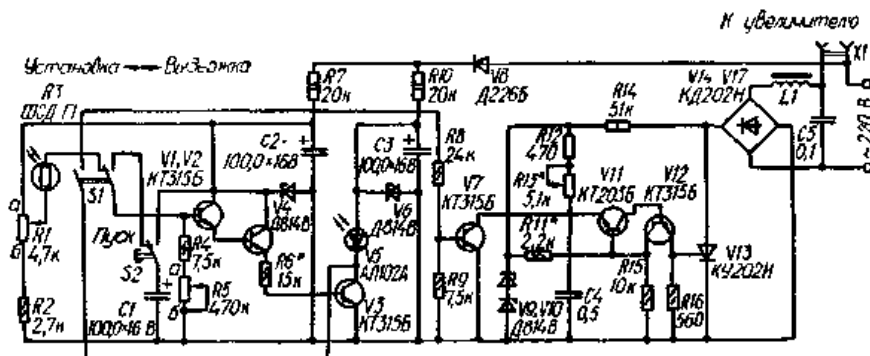 К увеличителю
X1
Установка — Выдержка
R3
ФСД Г1
R7
20к
R10
20к
V8
Д226Б
R14
51к
V14 V17
КД202Н
L1
C5
0,1
~220 В
R12
470
R13*
5,1к
C2
100,0×16В
C3
100,0×16В
R8
24к
S1
V1, V2
КТ315Б
V4
Д814В
V6
Д814В
V7
КТ315Б
V11
КТ203Б
V12
КТ315Б
а
R1
4,7к
б
Пуск
S2
R4
7,5к
R6*
15к
V5
АЛ102А
R11*
2,2к
V13
КУ202Н
а
R5
470к
б
R2
2,7к
C1
100,0×16 В
V3
КТ315Б
R9
7,5к
V9, V10
Д814В
C4
0,5
R15
10к
R16
560